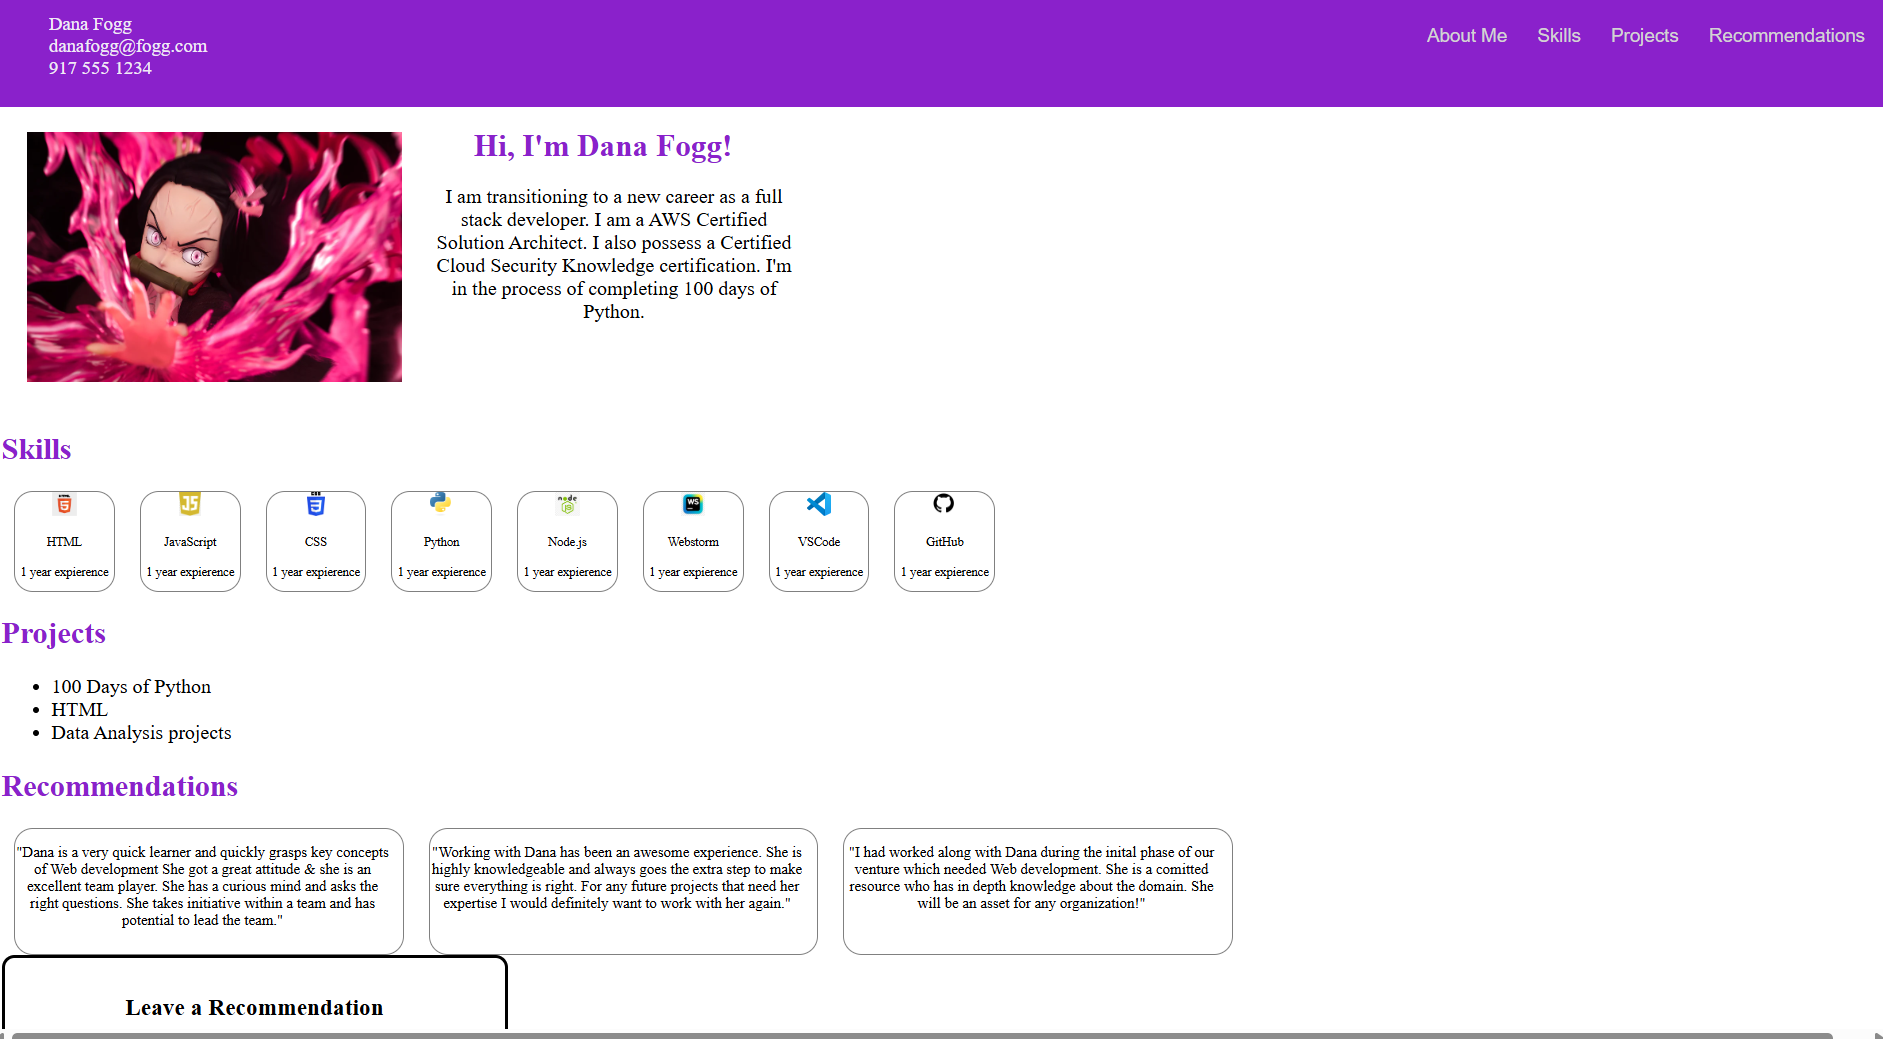 Dana Fogg
danafogg@fogg.com
917 555 1234
About Me Skills Projects Recommendations
Hi, I'm Dana Fogg!
I am transitioning to a new career as a full
stack developer. I am a AWS Certified
Solution Architect. I also possess a Certified
Cloud Security Knowledge certification. I'm
in the process of completing 100 days of
Python.
Skills
HTML
1 year expierence
JS
JavaScript
1 year expierence
CSS
3
CSS
1 year expierence
Python
1 year expierence
node
JS
Node.js
1 year expierence
WS
Webstorm
1 year expierence
VSCode
1 year expierence
GitHub
1 year expierence
Projects
100 Days of Python
HTML
Data Analysis projects
Recommendations
"Dana is a very quick learner and quickly grasps key concepts
of Web development She got a great attitude & she is an
excellent team player. She has a curious mind and asks the
right questions. She takes initiative within a team and has
potential to lead the team."
"Working with Dana has been an awesome experience. She is
highly knowledgeable and always goes the extra step to make
sure everything is right. For any future projects that need her
expertise I would definitely want to work with her again."
"I had worked along with Dana during the inital phase of our
venture which needed Web development. She is a comitted
resource who has in depth knowledge about the domain. She
will be an asset for any organization!"
Leave a Recommendation